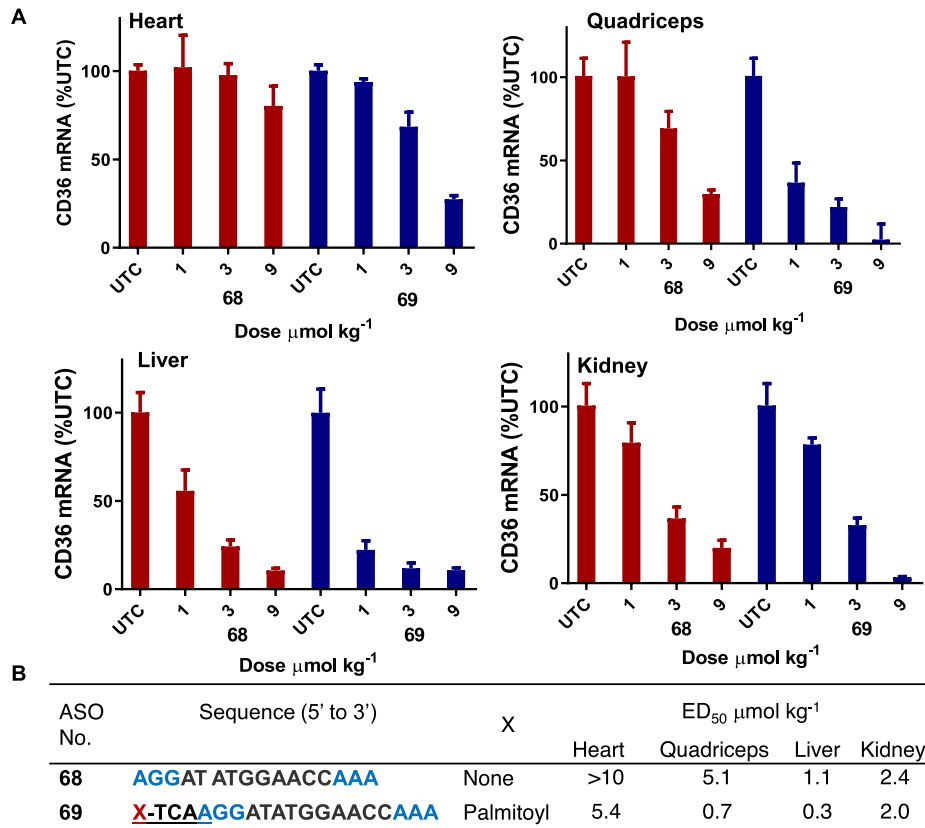 A
Heart
CD36 mRNA (%UTC)
100
50
0
UTC 1 3 9 UTC 1 3 9
68 69
Dose µmol kg⁻¹
Quadriceps
CD36 mRNA (%UTC)
100
50
0
UTC 1 3 9 UTC 1 3 9
68 69
Dose µmol kg⁻¹
Liver
CD36 mRNA (%UTC)
100
50
0
UTC 1 3 9 UTC 1 3 9
68 69
Dose µmol kg⁻¹
Kidney
CD36 mRNA (%UTC)
100
50
0
UTC 1 3 9 UTC 1 3 9
68 69
Dose µmol kg⁻¹
B
ASO No. Sequence (5' to 3') X ED₅₀ µmol kg⁻¹
Heart Quadriceps Liver Kidney
68 AGGAT ATGGAACCAAA None >10 5.1 1.1 2.4
69 X-TCAAGGATATGGAACCAAA Palmitoyl 5.4 0.7 0.3 2.0